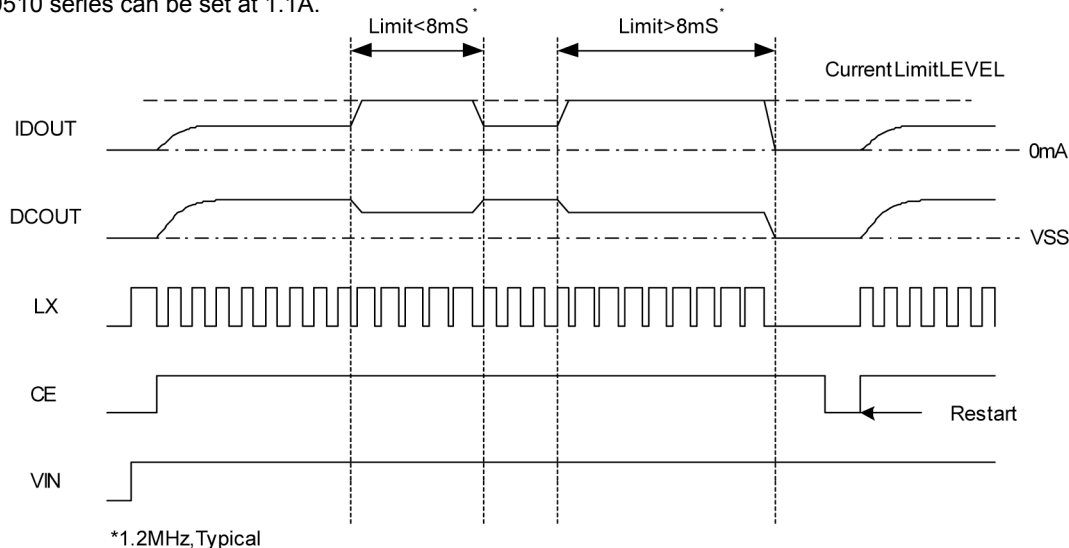 9510 series can be set at 1.1A.
Limit<8mS* Limit>8mS*
CurrentLimitLEVEL
IDOUT
0mA
DCOUT
VSS
LX
CE
Restart
VIN
*1.2MHz,Typical